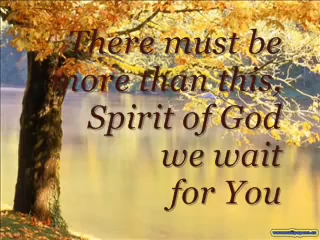 There must be
more than this,
Spirit of God
we wait
for You